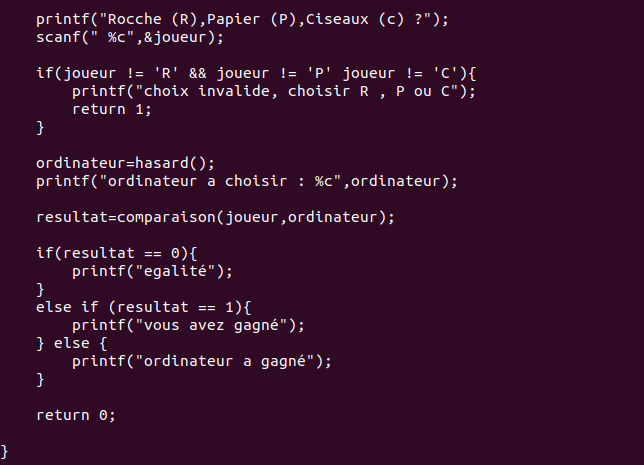 printf("Rocche (R),Papier (P),Ciseaux (c) ?");
scanf(" %c",&joueur);
if(joueur != 'R' && joueur != 'P' joueur != 'C'){
printf("choix invalide, choisir R , P ou C");
return 1;
}
ordinateur=hasard();
printf("ordinateur a choisir : %c",ordinateur);
resultat=comparaison(joueur,ordinateur);
if(resultat == 0){
printf("egalité");
}
else if (resultat == 1){
printf("vous avez gagné");
} else {
printf("ordinateur a gagné");
}
return 0;
}